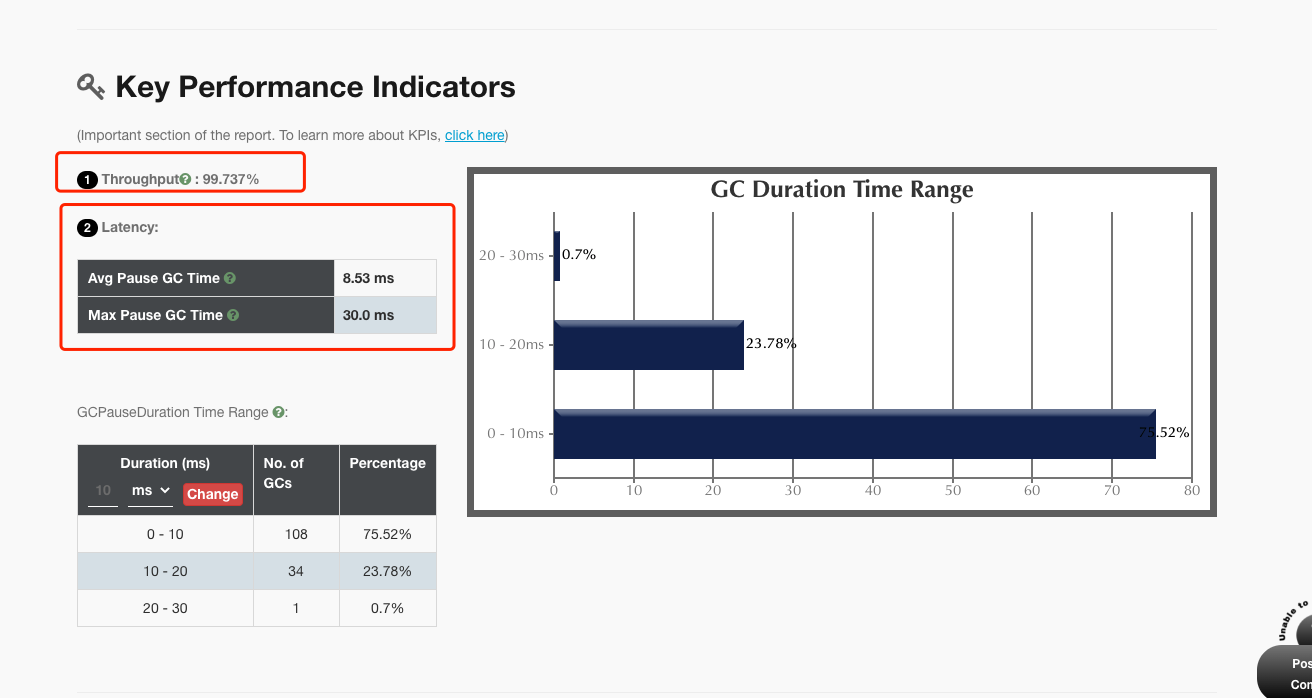 Key Performance Indicators
(Important section of the report. To learn more about KPIs, click here)
1 Throughput? : 99.737%
2 Latency:
Avg Pause GC Time ? 8.53 ms
Max Pause GC Time ? 30.0 ms
GCPauseDuration Time Range ?:
Duration (ms) No. of GCs Percentage
10 ms Change
0 - 10 108 75.52%
10 - 20 34 23.78%
20 - 30 1 0.7%
GC Duration Time Range
20 - 30ms 0.7%
10 - 20ms 23.78%
0 - 10ms 75.52%
0 10 20 30 40 50 60 70 80
Unable to